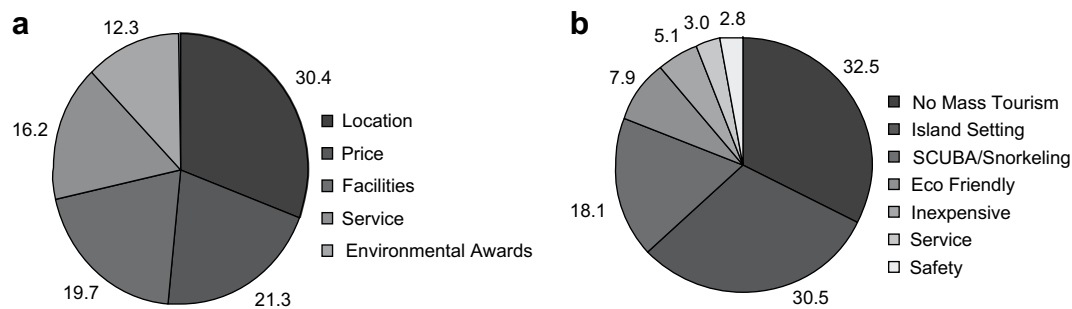 a
12.3
30.4
16.2
19.7
21.3
Location
Price
Facilities
Service
Environmental Awards
b
5.1
3.0
2.8
7.9
32.5
18.1
30.5
No Mass Tourism
Island Setting
SCUBA/Snorkeling
Eco Friendly
Inexpensive
Service
Safety